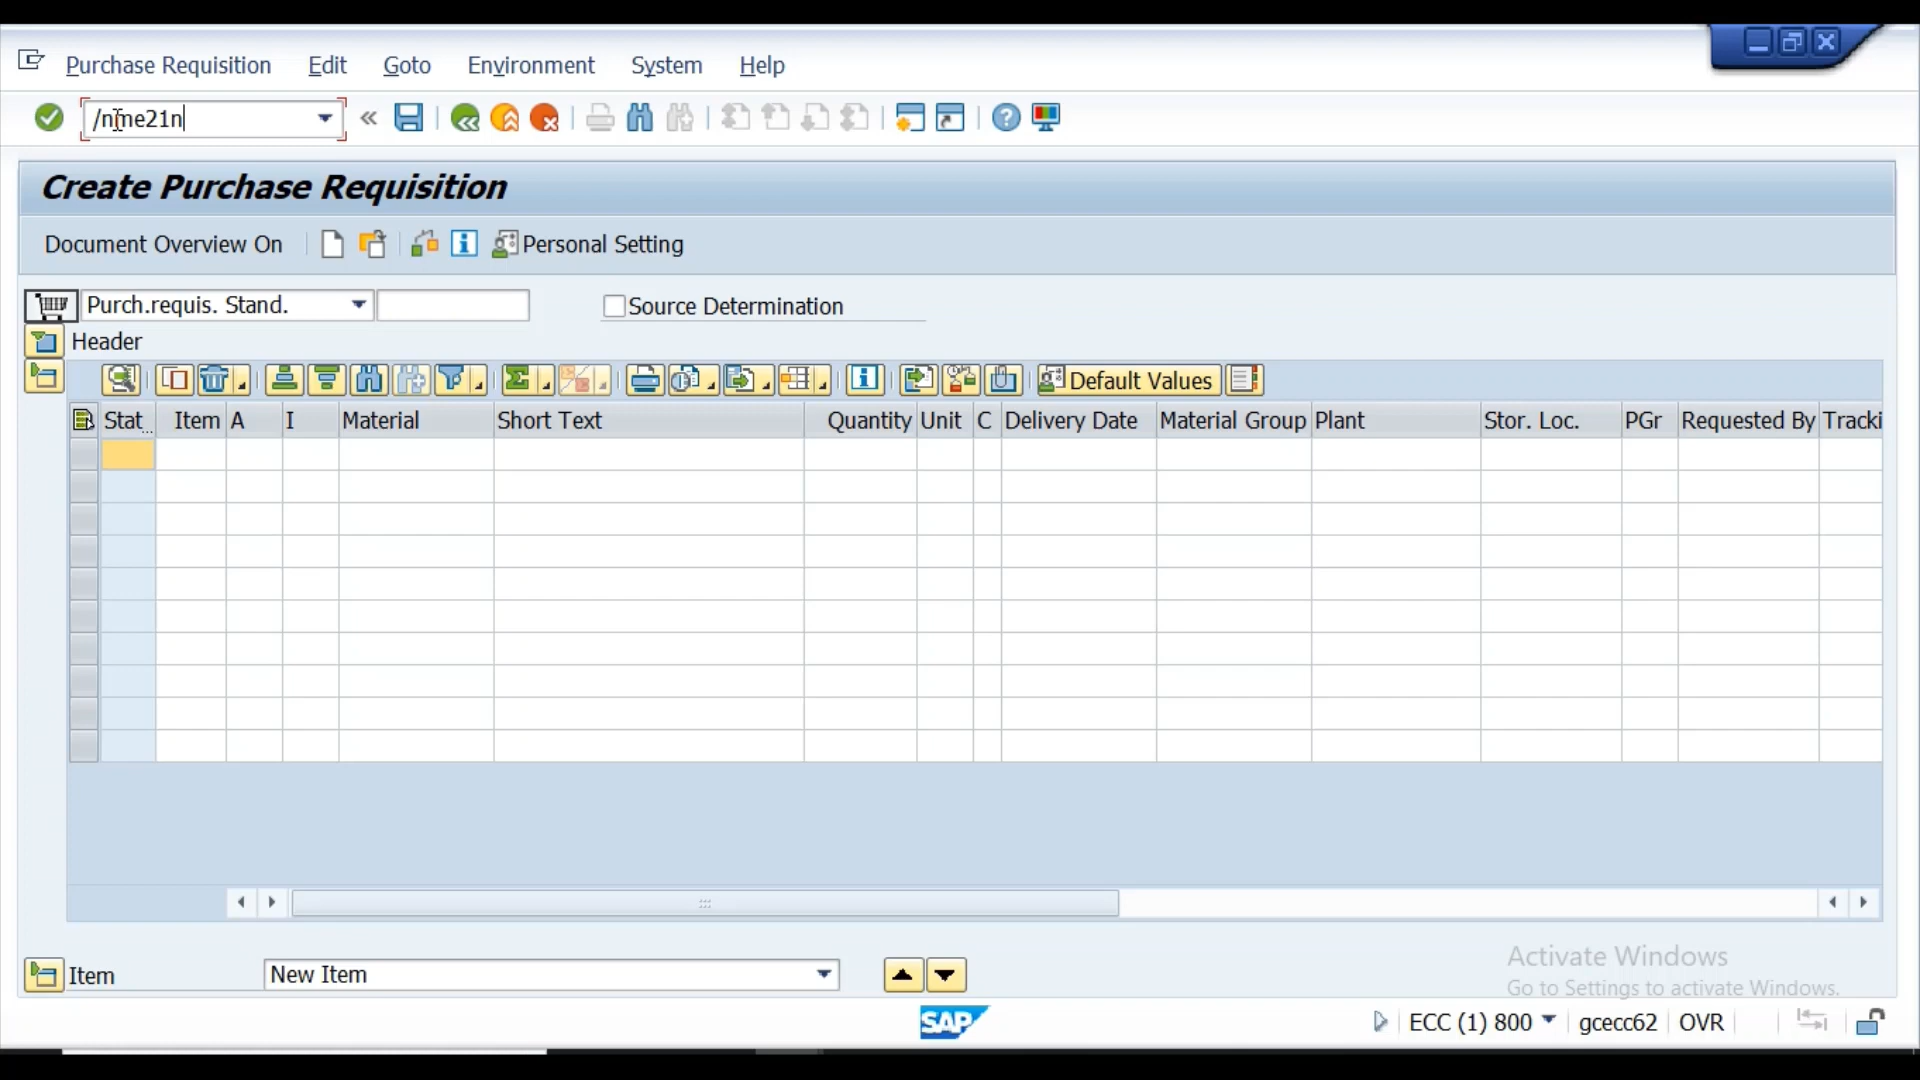 Purchase Requisition Edit Goto Environment System Help
/nme21n
Create Purchase Requisition
Document Overview On Personal Setting
Purch.requis. Stand. Source Determination
Header
Default Values
Stat Item A I Material Short Text Quantity Unit C Delivery Date Material Group Plant Stor. Loc. PGr Requested By Tracki
Activate Windows
Item New Item
Go to Settings to activate Windows.
SAP ECC (1) 800 gcecc62 OVR